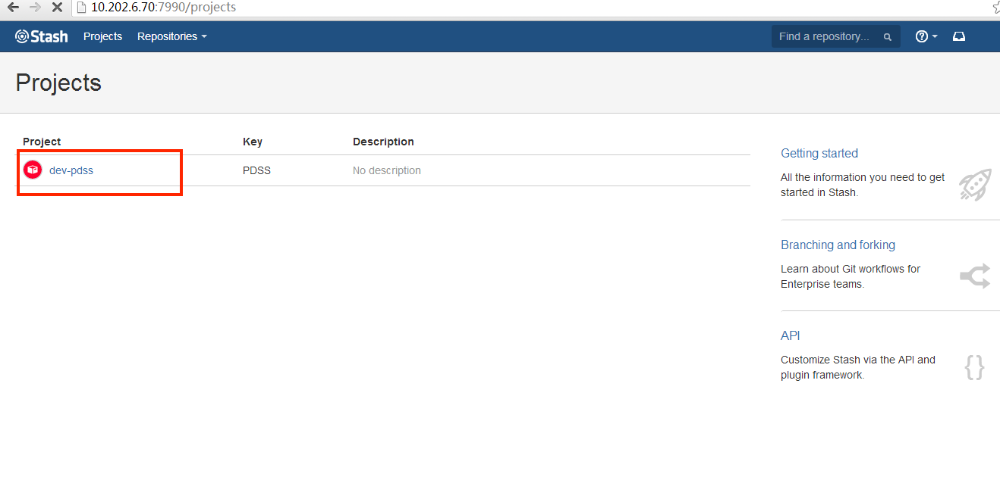 10.202.6.70:7990/projects
Stash Projects Repositories Find a repository...
Projects
Project Key Description
dev-pdss PDSS No description
Getting started
All the information you need to get
started in Stash.
Branching and forking
Learn about Git workflows for
Enterprise teams.
API
Customize Stash via the API and
plugin framework.